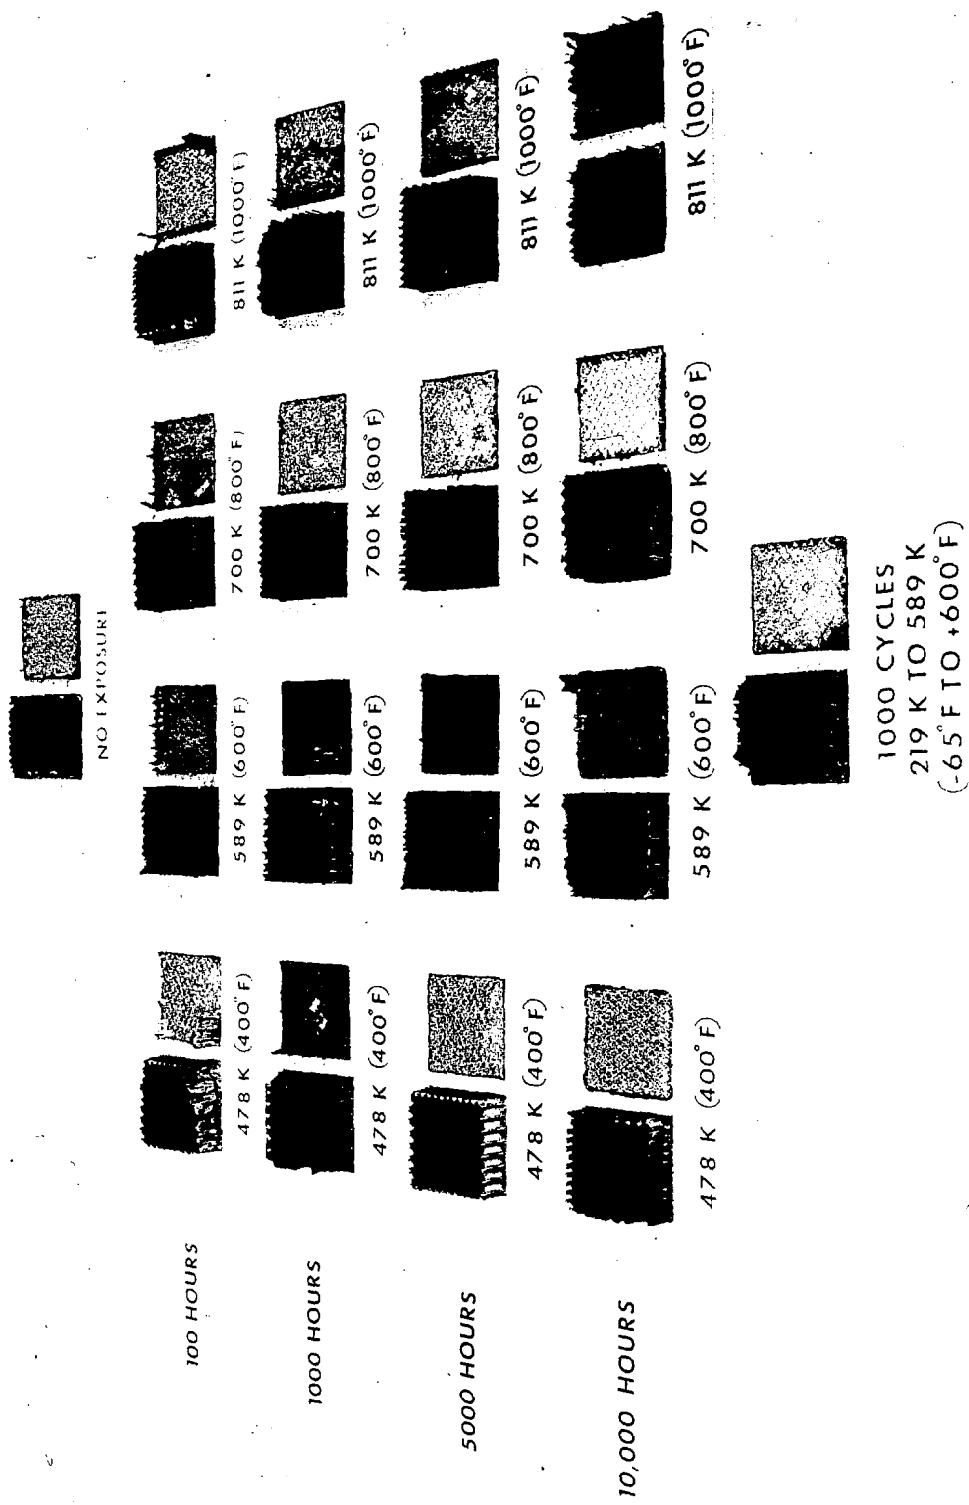 NO EXPOSURE
100 HOURS
478 K (400° F)
589 K (600° F)
700 K (800° F)
811 K (1000° F)
1000 HOURS
478 K (400° F)
589 K (600° F)
700 K (800° F)
811 K (1000° F)
5000 HOURS
478 K (400° F)
589 K (600° F)
700 K (800° F)
811 K (1000° F)
10,000 HOURS
478 K (400° F)
589 K (600° F)
700 K (800° F)
811 K (1000° F)
1000 CYCLES
219 K TO 589 K
(-65° F TO +600° F)